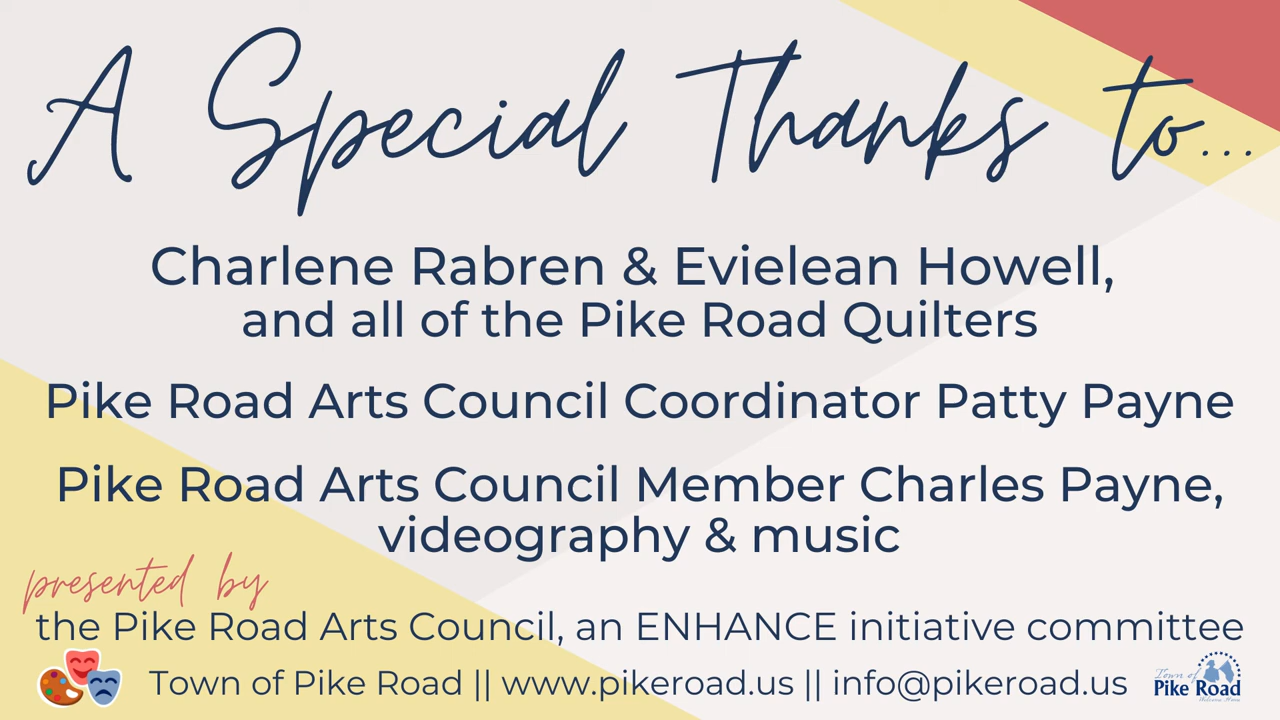 A Special Thanks to...
Charlene Rabren & Evielean Howell,
and all of the Pike Road Quilters
Pike Road Arts Council Coordinator Patty Payne
Pike Road Arts Council Member Charles Payne,
videography & music
presented by
the Pike Road Arts Council, an ENHANCE initiative committee
Town of Pike Road || www.pikeroad.us || info@pikeroad.us
Town of
Pike Road